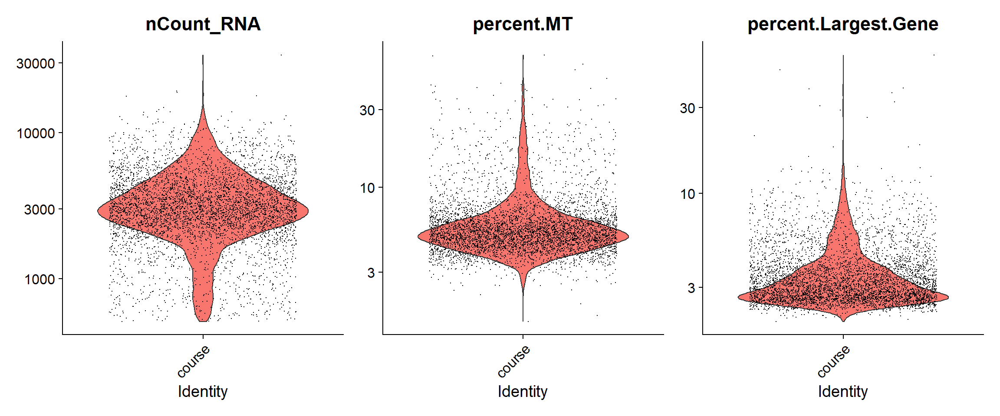 nCount_RNA
30000
10000
3000
1000
course
Identity
percent.MT
30
10
3
course
Identity
percent.Largest.Gene
30
10
3
course
Identity